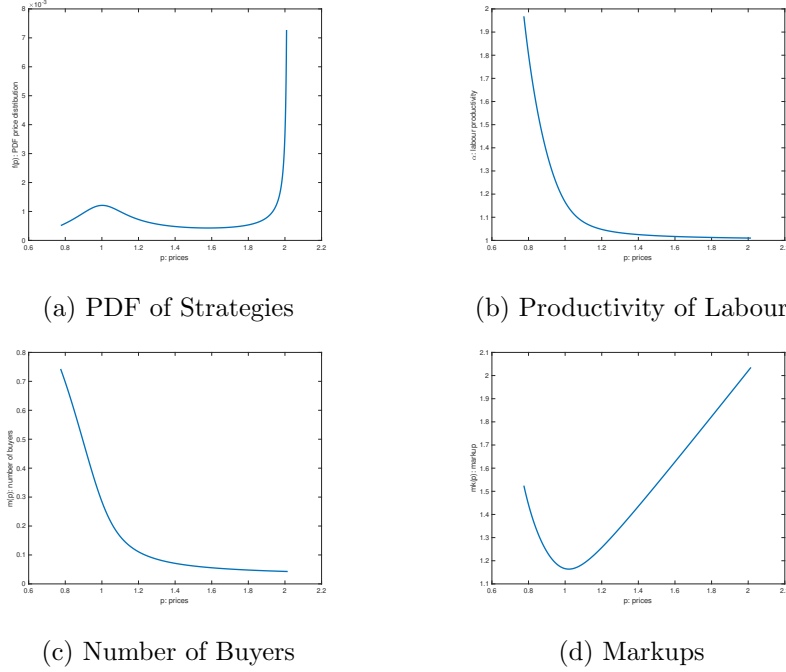 ×10⁻³
8
7
6
5
4
3
2
1
0
0.6 0.8 1 1.2 1.4 1.6 1.8 2 2.2
f(p): PDF price distribution
p: prices
(a) PDF of Strategies
2
1.9
1.8
1.7
1.6
1.5
1.4
1.3
1.2
1.1
1
0.6 0.8 1 1.2 1.4 1.6 1.8 2 2.2
α: labour productivity
p: prices
(b) Productivity of Labour
0.8
0.7
0.6
0.5
0.4
0.3
0.2
0.1
0
0.6 0.8 1 1.2 1.4 1.6 1.8 2 2.2
m(p): number of buyers
p: prices
(c) Number of Buyers
2.1
2
1.9
1.8
1.7
1.6
1.5
1.4
1.3
1.2
1.1
0.6 0.8 1 1.2 1.4 1.6 1.8 2 2.2
mk(p): markup
p: prices
(d) Markups